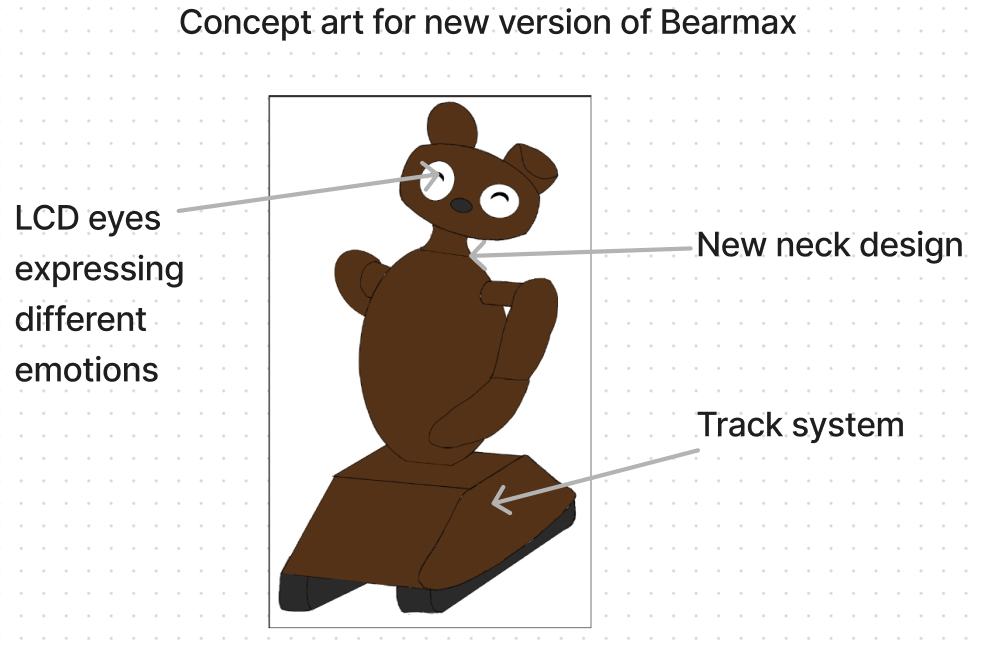 Concept art for new version of Bearmax
LCD eyes
expressing
different
emotions
New neck design
Track system